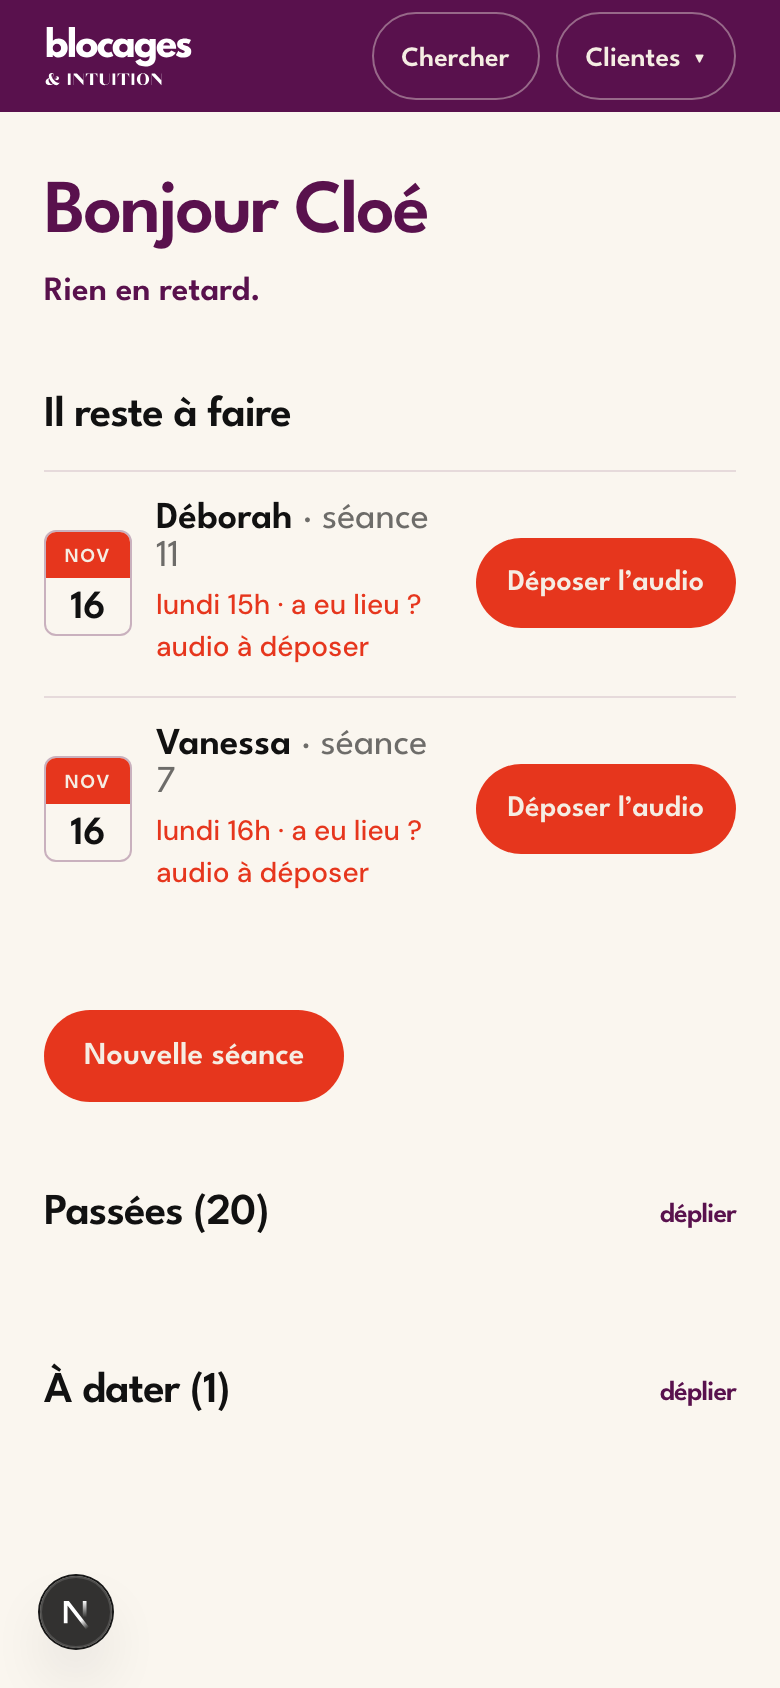 blocages
& INTUITION
Chercher
Clientes ▾
Bonjour Cloé
Rien en retard.
Il reste à faire
NOV
16
Déborah · séance
11
lundi 15h · a eu lieu ?
audio à déposer
Déposer l’audio
NOV
16
Vanessa · séance
7
lundi 16h · a eu lieu ?
audio à déposer
Déposer l’audio
Nouvelle séance
Passées (20)
déplier
À dater (1)
déplier
N